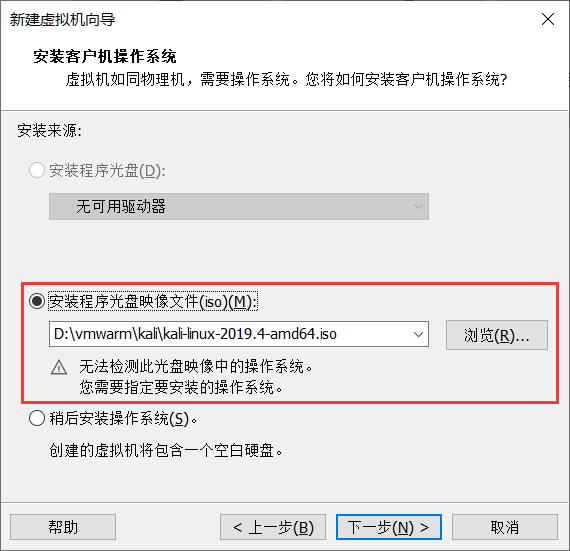 新建虚拟机向导
安装客户机操作系统
虚拟机如同物理机，需要操作系统。您将如何安装客户机操作系统?
安装来源:
安装程序光盘(D):
无可用驱动器
安装程序光盘映像文件(iso)(M):
D:\vmwarm\kali\kali-linux-2019.4-amd64.iso
浏览(R)...
无法检测此光盘映像中的操作系统。
您需要指定要安装的操作系统。
稍后安装操作系统(S)。
创建的虚拟机将包含一个空白硬盘。
帮助
< 上一步(B)
下一步(N) >
取消